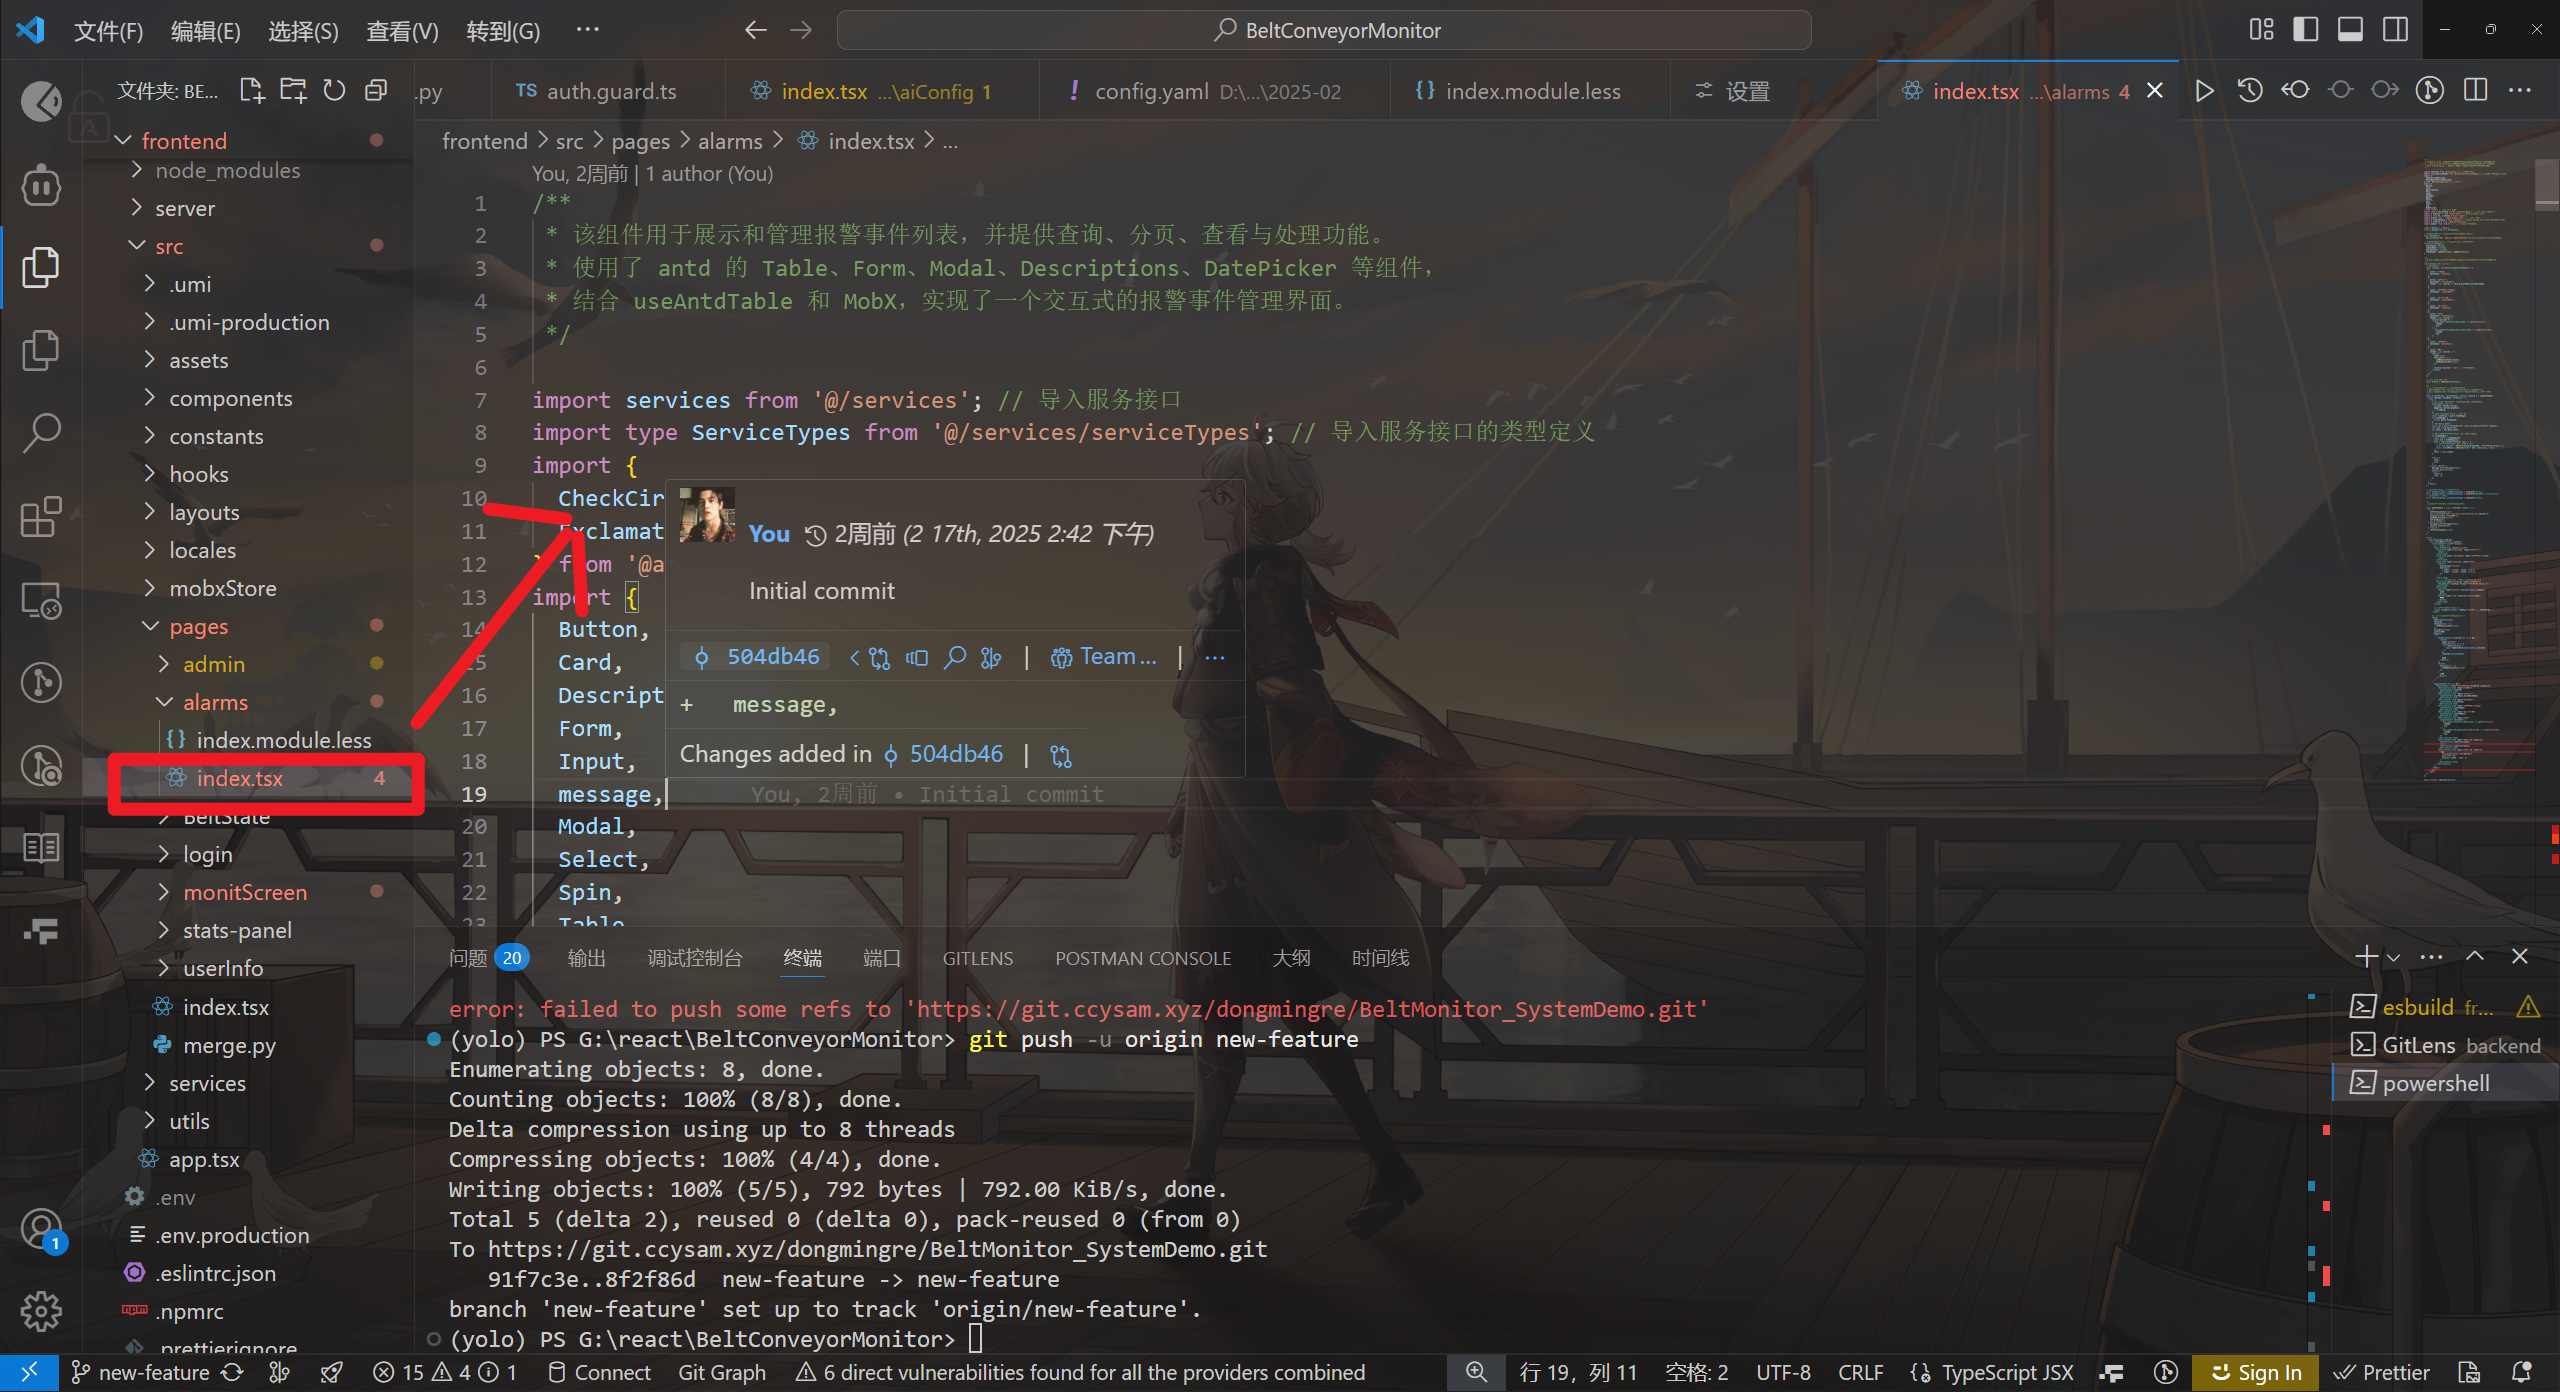 文件(F) 编辑(E) 选择(S) 查看(V) 转到(G) ··· BeltConveyorMonitor
文件夹: BE...
.py
TS auth.guard.ts
index.tsx ...\aiConfig 1
! config.yaml D:\...\2025-02
{} index.module.less
设置
index.tsx ...\alarms 4
frontend
node_modules
server
src
.umi
.umi-production
assets
components
constants
hooks
layouts
locales
mobxStore
pages
admin
alarms
{} index.module.less
index.tsx 4
BeltState
login
monitScreen
stats-panel
userInfo
index.tsx
merge.py
services
utils
app.tsx
.env
.env.production
.eslintrc.json
.npmrc
.prettierignore
1
frontend > src > pages > alarms > index.tsx > ...
You, 2周前 | 1 author (You)
1 /**
2 * 该组件用于展示和管理报警事件列表，并提供查询、分页、查看与处理功能。
3 * 使用了 antd 的 Table、Form、Modal、Descriptions、DatePicker 等组件，
4 * 结合 useAntdTable 和 MobX，实现了一个交互式的报警事件管理界面。
5 */
6
7 import services from '@/services'; // 导入服务接口
8 import type ServiceTypes from '@/services/serviceTypes'; // 导入服务接口的类型定义
9 import {
10 CheckCir
11 Exclamat
12 } from '@a
13 import {
14 Button,
15 Card,
16 Descript
17 Form,
18 Input,
19 message, You, 2周前 • Initial commit
20 Modal,
21 Select,
22 Spin,
23 Table
You 2周前 (2 17th, 2025 2:42 下午)
Initial commit
504db46 | Team... | ···
+ message,
Changes added in 504db46 |
问题 20 输出 调试控制台 终端 端口 GITLENS POSTMAN CONSOLE 大纲 时间线
error: failed to push some refs to 'https://git.ccysam.xyz/dongmingre/BeltMonitor_SystemDemo.git'
(yolo) PS G:\react\BeltConveyorMonitor> git push -u origin new-feature
Enumerating objects: 8, done.
Counting objects: 100% (8/8), done.
Delta compression using up to 8 threads
Compressing objects: 100% (4/4), done.
Writing objects: 100% (5/5), 792 bytes | 792.00 KiB/s, done.
Total 5 (delta 2), reused 0 (delta 0), pack-reused 0 (from 0)
To https://git.ccysam.xyz/dongmingre/BeltMonitor_SystemDemo.git
91f7c3e..8f2f86d new-feature -> new-feature
branch 'new-feature' set up to track 'origin/new-feature'.
(yolo) PS G:\react\BeltConveyorMonitor>
esbuild fr...
GitLens backend
powershell
new-feature 15 4 1 Connect Git Graph 6 direct vulnerabilities found for all the providers combined 行 19，列 11 空格: 2 UTF-8 CRLF {} TypeScript JSX Sign In Prettier